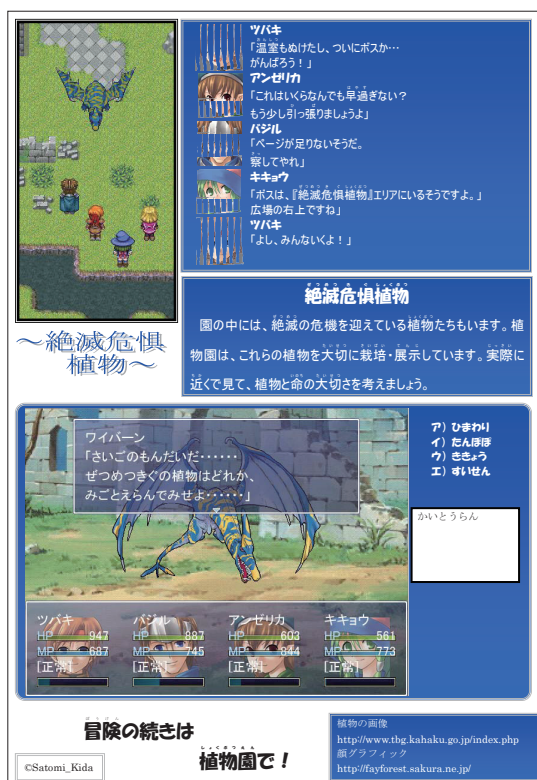 ツバキ
「温室もぬけたし、ついにボスか…
がんばろう！」
アンゼリカ
「これはいくらなんでも早過ぎない？
もう少し引っ張りましょうよ」
バジル
「ページが足りないそうだ。
察してやれ」
キキョウ
「ボスは、『絶滅危惧植物』エリアにいるそうですよ。」
広場の右上ですね」
ツバキ
「よし、みんないくよ！」
～絶滅危惧
植物～
絶滅危惧植物
園の中には、絶滅の危機を迎えている植物たちもいます。植
物園は、これらの植物を大切に栽培・展示しています。実際に
近くで見て、植物と命の大切さを考えましょう。
ワイバーン
「さいごのもんだいだ・・・・・・
ぜつめつきぐの植物はどれか、
みごとえらんでみせよ・・・・・・」
ア）ひまわり
イ）たんぽぽ
ウ）ききょう
エ）すいせん
かいとうらん
ツバキ バジル アンゼリカ キキョウ
HP 947 HP 887 HP 603 HP 561
MP 687 MP 745 MP 844 MP 773
[正常] [正常] [正常] [正常]
冒険の続きは
植物園で！
©Satomi_Kida
植物の画像
http://www.tbg.kahaku.go.jp/index.php
顔グラフィック
http://fayforest.sakura.ne.jp/